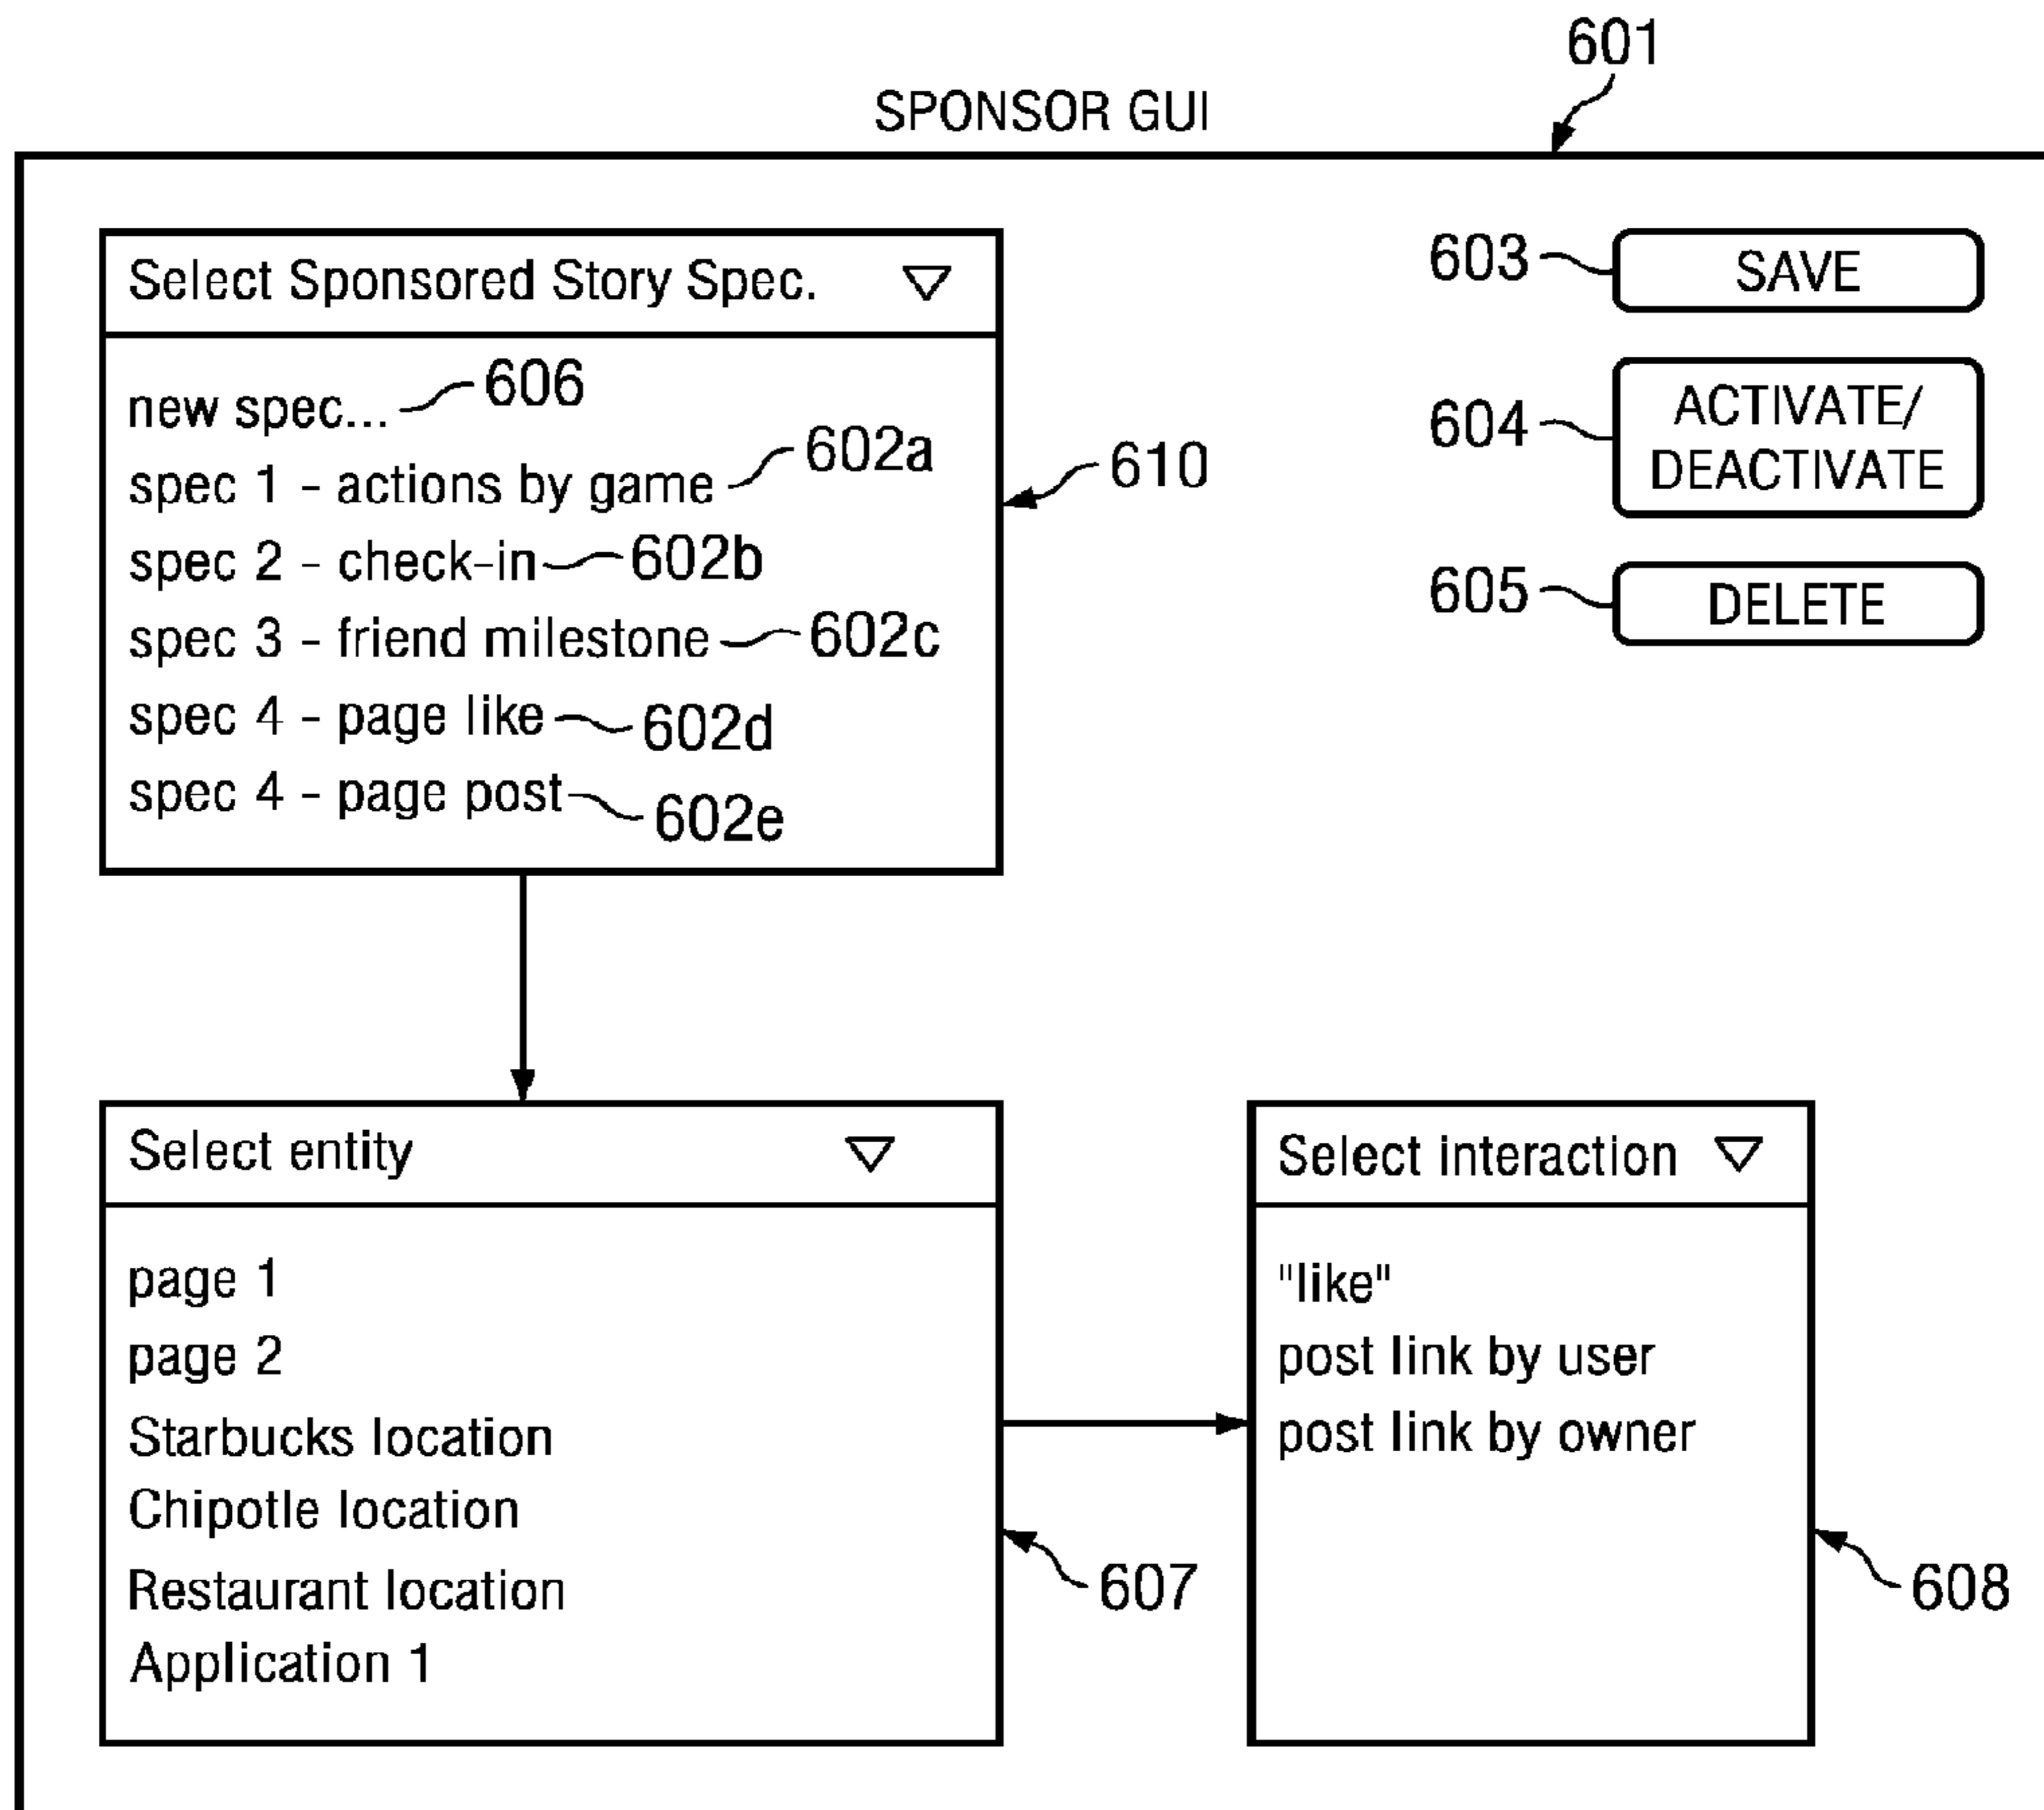 601
SPONSOR GUI
Select Sponsored Story Spec.
new spec... 606
spec 1 - actions by game 602a
spec 2 - check-in 602b
spec 3 - friend milestone 602c
spec 4 - page like 602d
spec 4 - page post 602e
610
603 SAVE
604 ACTIVATE/
DEACTIVATE
605 DELETE
Select entity
page 1
page 2
Starbucks location
Chipotle location
Restaurant location
Application 1
607
Select interaction
"like"
post link by user
post link by owner
608